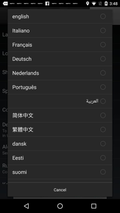 3:46
english
Italiano
Français
Deutsch
Nederlands
Português
العربية
简体中文
繁體中文
dansk
Eesti
suomi
Cancel